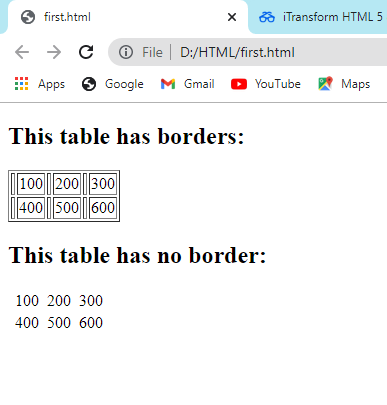 first.html
iTransform HTML 5
File | D:/HTML/first.html
Apps Google Gmail YouTube Maps
This table has borders:
100 200 300
400 500 600
This table has no border:
100 200 300
400 500 600